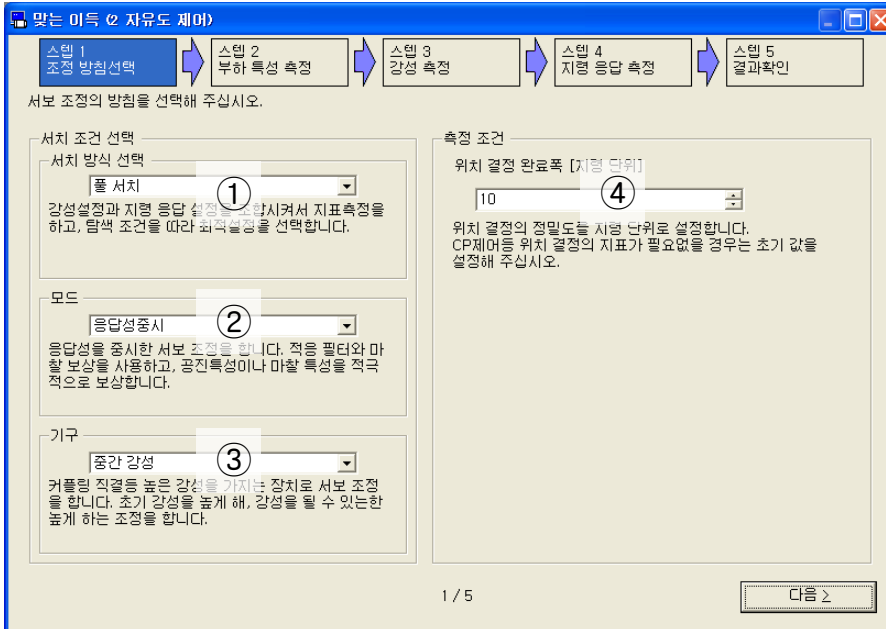 맞는 이득 (2 자유도 제어)
스텝 1
조정 방침선택
스텝 2
부하 특성 측정
스텝 3
강성 측정
스텝 4
지령 응답 측정
스텝 5
결과확인
서보 조정의 방침을 선택해 주십시오.
서치 조건 선택
서치 방식 선택
풀 서치
①
강성설정과 지령 응답 설정을 조합시켜서 지표측정을
하고, 탐색 조건을 따라 최적설정을 선택합니다.
모드
응답성중시
②
응답성을 중시한 서보 조정을 합니다. 적응 필터와 마
찰 보상을 사용하고, 공진특성이나 마찰 특성을 적극
적으로 보상합니다.
기구
중간 강성
③
커플링 직결등 높은 강성을 가지는 장치로 서보 조정
을 합니다. 초기 강성을 높게 해, 강성을 될 수 있는한
높게 하는 조정을 합니다.
측정 조건
위치 결정 완료폭 [지령 단위]
10
④
위치 결정의 정밀도를 지령 단위로 설정합니다.
CP제어등 위치 결정의 지표가 필요없을 경우는 초기 값을
설정해 주십시오.
1 / 5
다음 >